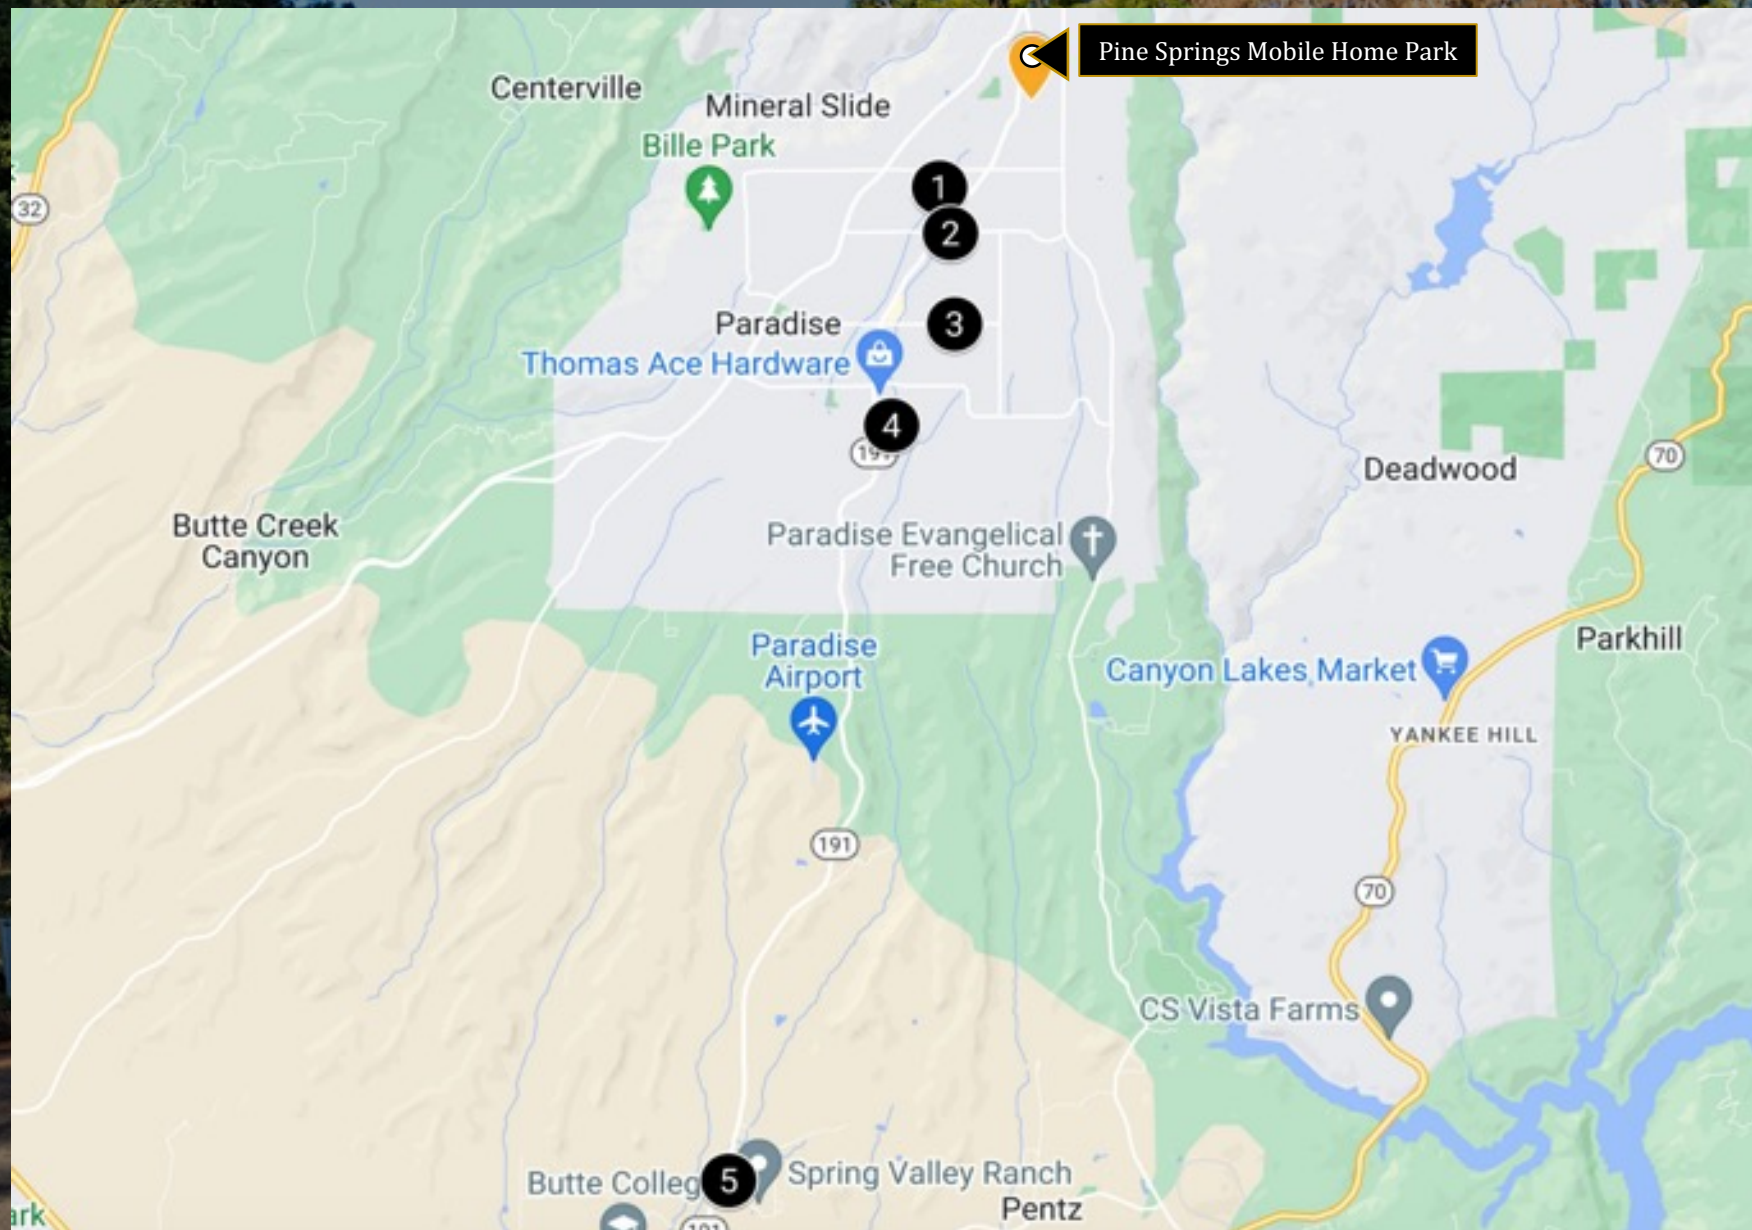 Pine Springs Mobile Home Park
Centerville
Mineral Slide
Bille Park
1
32
2
Paradise
3
Thomas Ace Hardware
4
191
70
Deadwood
Butte Creek
Canyon
Paradise Evangelical
Free Church
Paradise
Airport
Parkhill
Canyon Lakes Market
YANKEE HILL
191
70
CS Vista Farms
Butte Colleg
5
Spring Valley Ranch
Pentz
191
ark